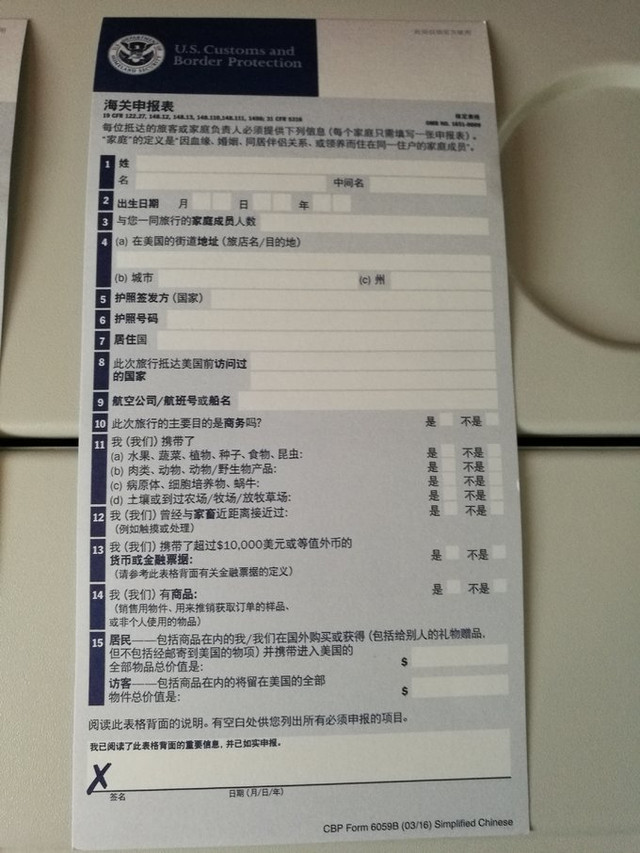 U.S. Customs and
Border Protection
海关申报表
19 CFR 122.27, 148.12, 148.13, 148.110,148.111, 1498; 31 CFR 5316
OMB NO. 1651-0009
每位抵达的旅客或家庭负责人必须提供下列信息（每个家庭只需填写一张申报表）。
“家庭”的定义是“因血缘、婚姻、同居伴侣关系、或领养而住在同一住户的家庭成员”。
1 姓
名 中间名
2 出生日期 月 日 年
3 与您一同旅行的家庭成员人数
4 (a) 在美国的街道地址（旅店名/目的地）
(b) 城市 (c) 州
5 护照签发方（国家）
6 护照号码
7 居住国
8 此次旅行抵达美国前访问过
的国家
9 航空公司/航班号或船名
10 此次旅行的主要目的是商务吗? 是 不是
11 我（我们）携带了
(a) 水果、蔬菜、植物、种子、食物、昆虫: 是 不是
(b) 肉类、动物、动物/野生物产品: 是 不是
(c) 病原体、细胞培养物、蜗牛: 是 不是
(d) 土壤或到过农场/牧场/放牧草场: 是 不是
12 我（我们）曾经与家畜近距离接近过: 是 不是
（例如触摸或处理）
13 我（我们）携带了超过$10,000美元或等值外币的
货币或金融票据: 是 不是
（请参考此表格背面有关金融票据的定义）
14 我（我们）有商品: 是 不是
（销售用物件、用来推销获取订单的样品、
或非个人使用的物品）
15 居民——包括商品在内的我/我们在国外购买或获得（包括给别人的礼物赠品,
但不包括经邮寄到美国的物项）并携带进入美国的
全部物品总价值是: $
访客——包括商品在内的将留在美国的全部
物件总价值是: $
阅读此表格背面的说明。有空白处供您列出所有必须申报的项目。
我已阅读了此表格背面的重要信息，并已如实申报。
X
签名 日期（月/日/年）
CBP Form 6059B (03/16) Simplified Chinese